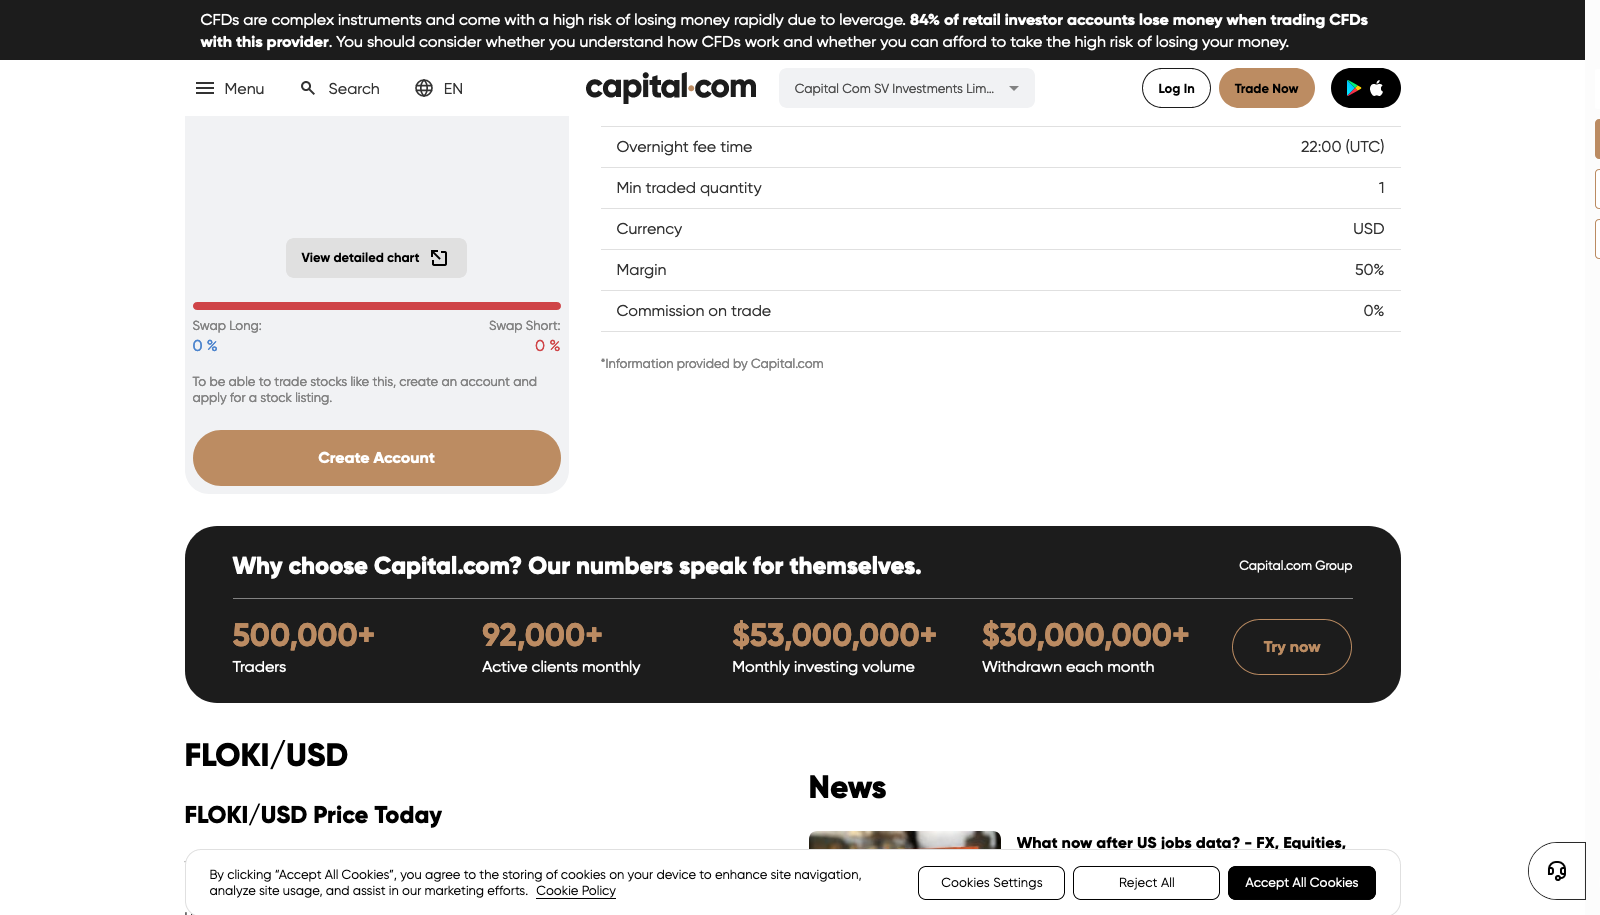 CFDs are complex instruments and come with a high risk of losing money rapidly due to leverage. 84% of retail investor accounts lose money when trading CFDs
with this provider. You should consider whether you understand how CFDs work and whether you can afford to take the high risk of losing your money.
Menu
Search
EN
capital.com
Capital Com SV Investments Lim...
Log In
Trade Now
Overnight fee time 22:00 (UTC)
Min traded quantity 1
Currency USD
Margin 50%
Commission on trade 0%
*Information provided by Capital.com
View detailed chart
Swap Long: Swap Short:
0 % 0 %
To be able to trade stocks like this, create an account and
apply for a stock listing.
Create Account
Why choose Capital.com? Our numbers speak for themselves.
Capital.com Group
500,000+
Traders
92,000+
Active clients monthly
$53,000,000+
Monthly investing volume
$30,000,000+
Withdrawn each month
Try now
FLOKI/USD
FLOKI/USD Price Today
News
What now after US jobs data? - FX, Equities,
By clicking “Accept All Cookies”, you agree to the storing of cookies on your device to enhance site navigation,
analyze site usage, and assist in our marketing efforts. Cookie Policy
Cookies Settings
Reject All
Accept All Cookies